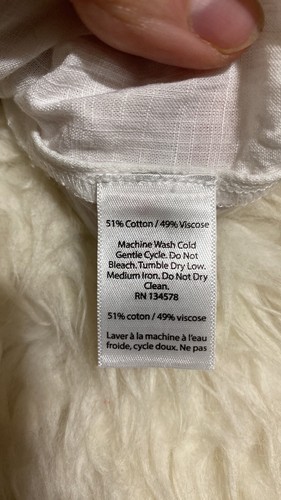 51% Cotton / 49% Viscose
Machine Wash Cold
Gentle Cycle. Do Not
Bleach. Tumble Dry Low.
Medium Iron. Do Not Dry
Clean.
RN 134578
51% coton / 49% viscose
Laver à la machine à l'eau
froide, cycle doux. Ne pas